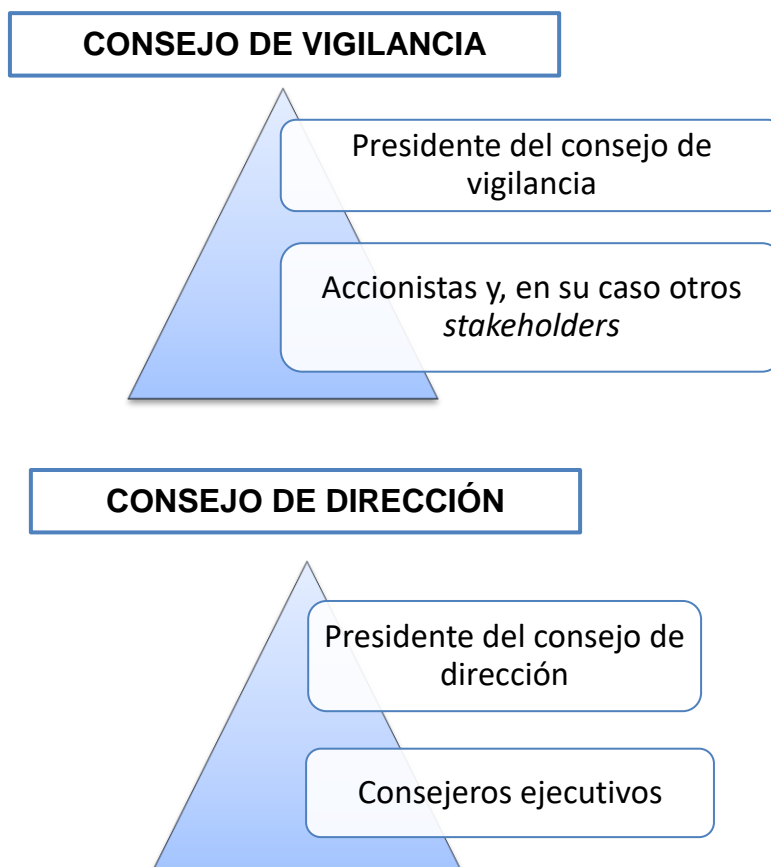 CONSEJO DE VIGILANCIA
Presidente del consejo de
vigilancia
Accionistas y, en su caso otros
stakeholders
CONSEJO DE DIRECCIÓN
Presidente del consejo de
dirección
Consejeros ejecutivos